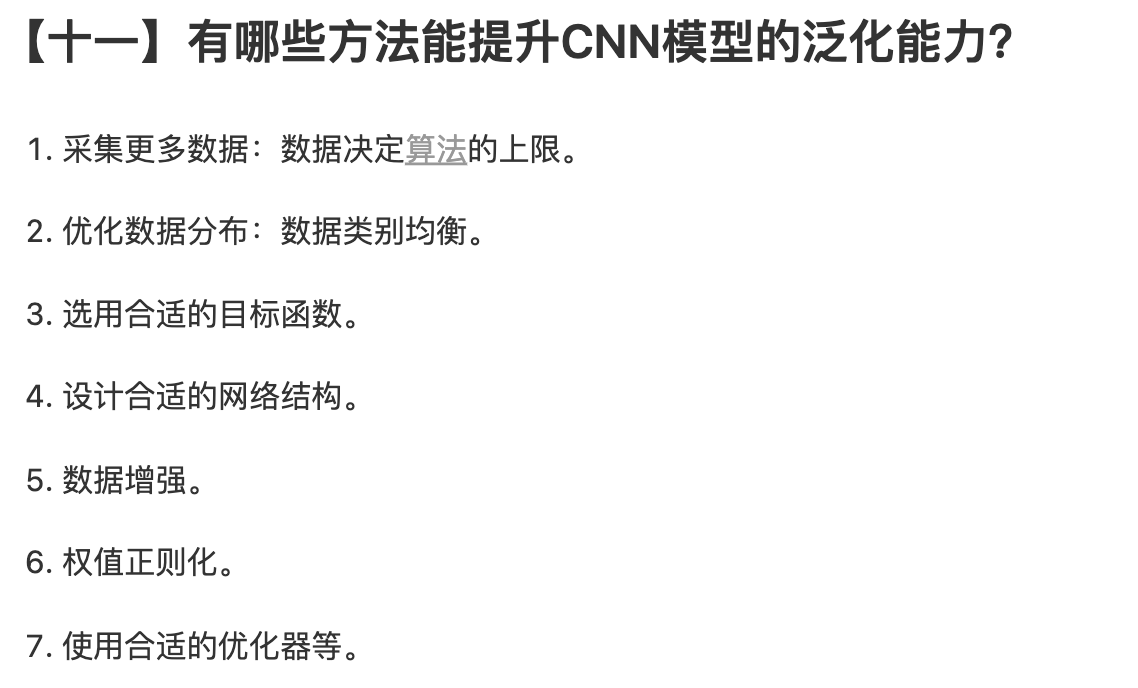 【十一】有哪些方法能提升CNN模型的泛化能力?
1. 采集更多数据：数据决定算法的上限。
2. 优化数据分布：数据类别均衡。
3. 选用合适的目标函数。
4. 设计合适的网络结构。
5. 数据增强。
6. 权值正则化。
7. 使用合适的优化器等。